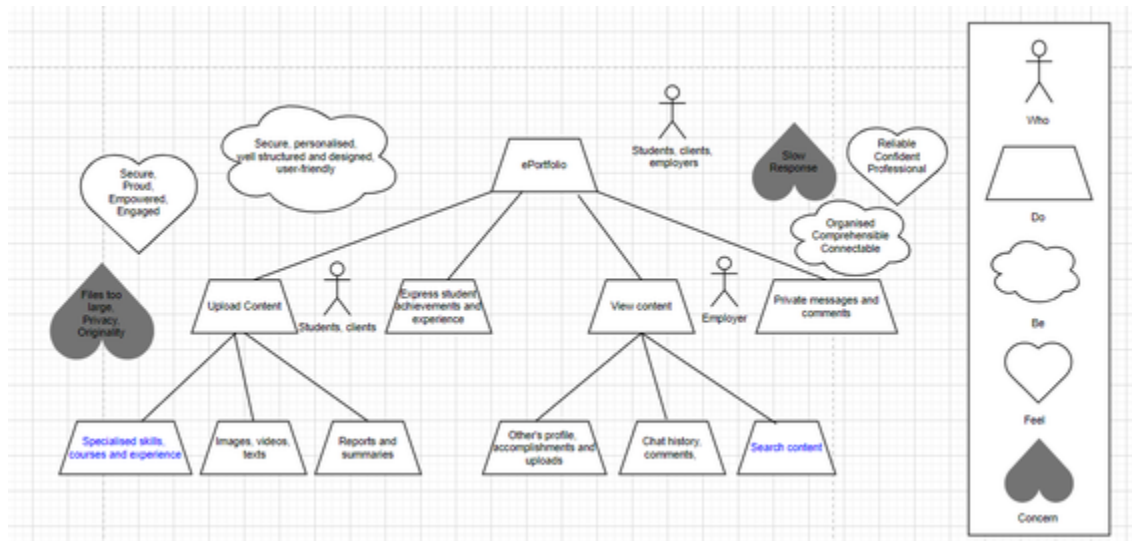 Secure, personalised,
well structured and designed,
user-friendly
Secure,
Proud,
Empowered,
Engaged
ePortfolio
Students, clients,
employers
Slow
Response
Reliable
Confident
Professional
Organised
Comprehensible
Connectable
Files too
large,
Privacy,
Originality
Upload Content
Students, clients
Express student
achievements and
experience
View content
Employer
Private messages and
comments
Specialised skills,
courses and experience
Images, videos,
texts
Reports and
summaries
Other's profile,
accomplishments and
uploads
Chat history,
comments,
Search content
Who
Do
Be
Feel
Concern